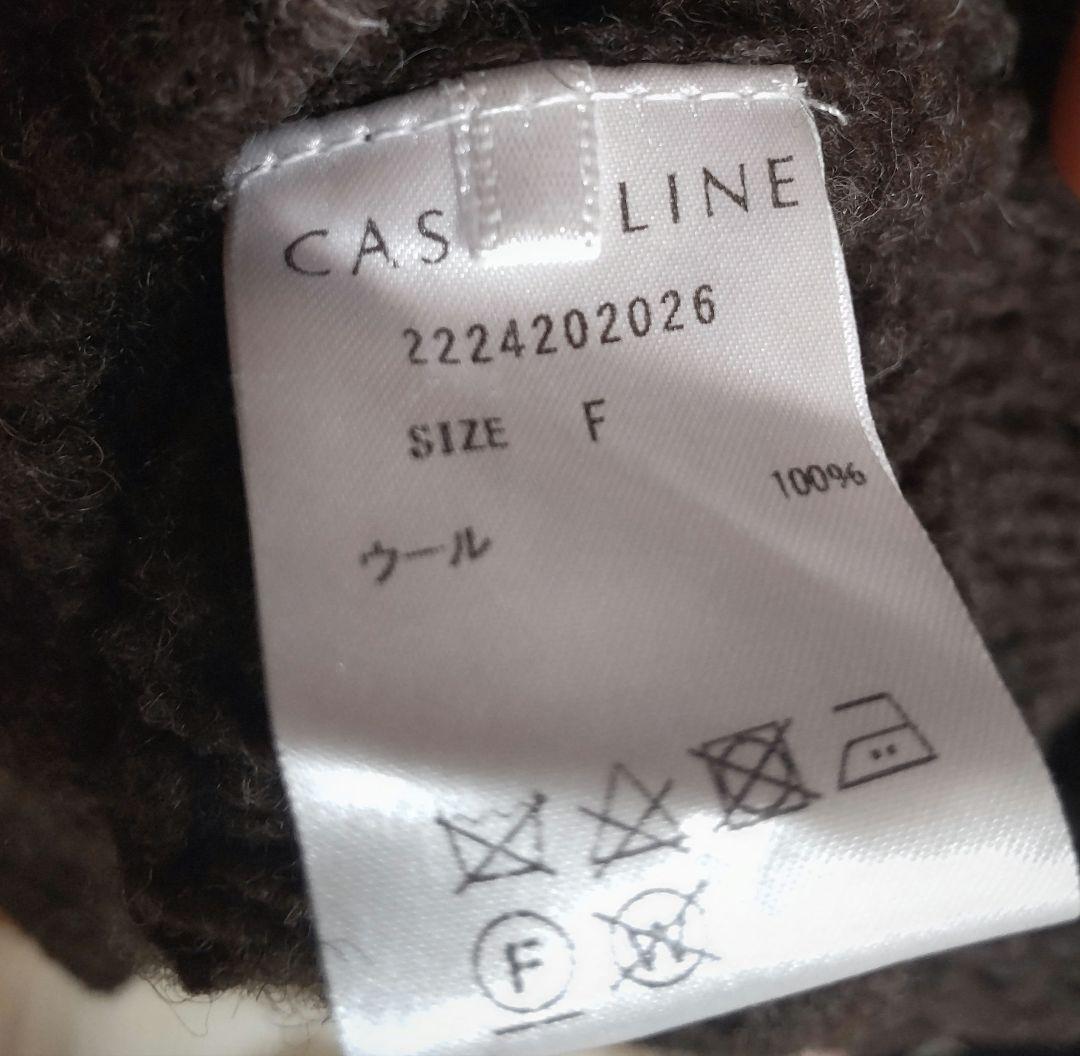 CAS LINE
2224202026
SIZE F
100%
ウール
F
W